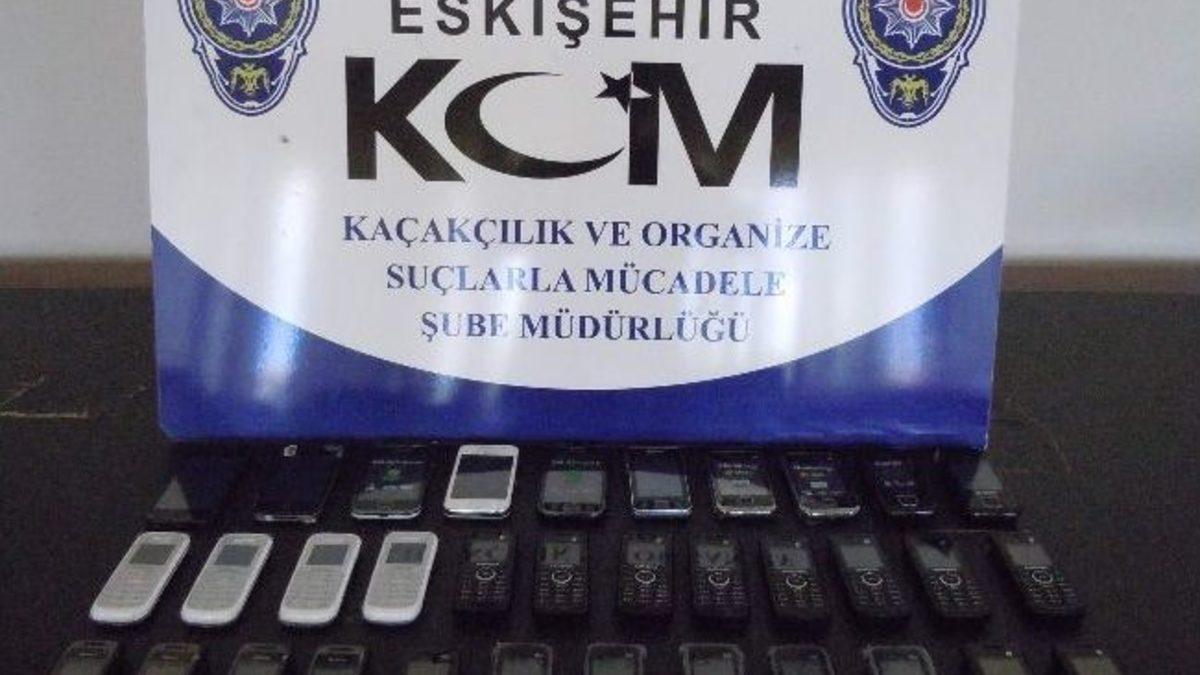 ESKİŞEHİR
KOM
KAÇAKÇILIK VE ORGANİZE
SUÇLARLA MÜCADELE
ŞUBE MÜDÜRLÜĞÜ